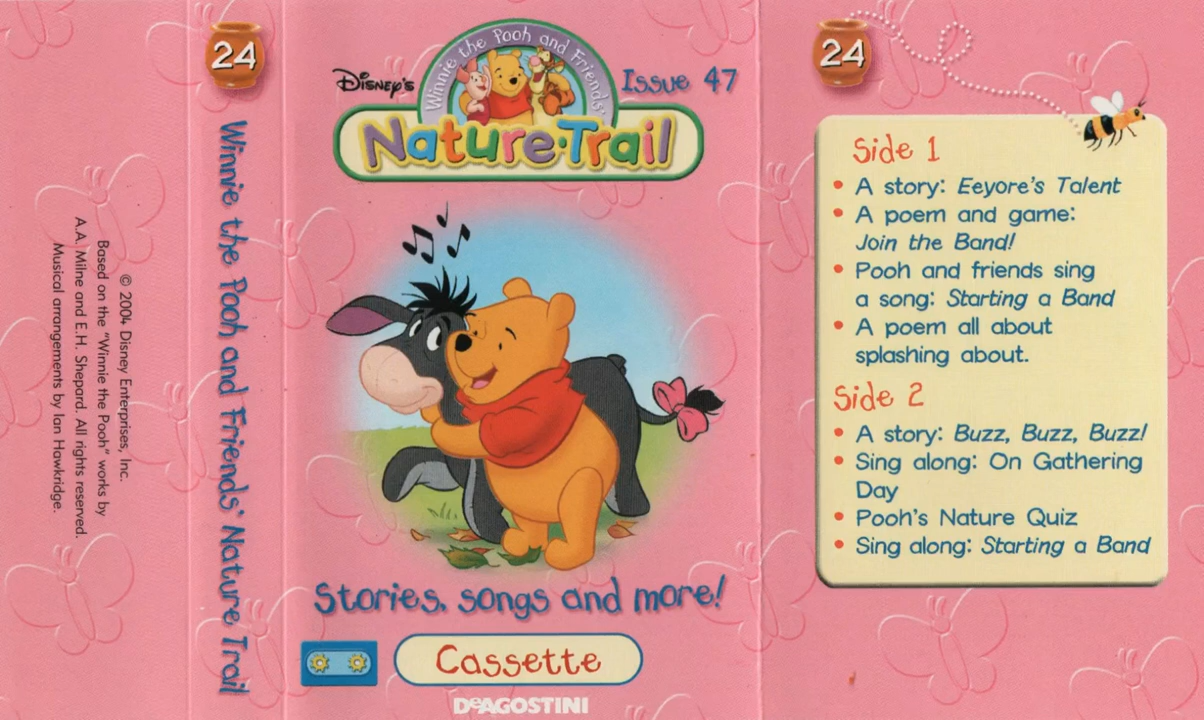 © 2004 Disney Enterprises, Inc.
Based on the "Winnie the Pooh" works by
A.A. Milne and E.H. Shepard. All rights reserved.
Musical arrangements by Ian Hawkridge.
24
Winnie the Pooh and Friends' Nature Trail
Disney's
Winnie the Pooh and Friends'
Issue 47
Nature·Trail
Stories, songs and more!
Cassette
DeAGOSTINI
24
Side 1
• A story: Eeyore's Talent
• A poem and game:
Join the Band!
• Pooh and friends sing
a song: Starting a Band
• A poem all about
splashing about.
Side 2
• A story: Buzz, Buzz, Buzz!
• Sing along: On Gathering
Day
• Pooh's Nature Quiz
• Sing along: Starting a Band